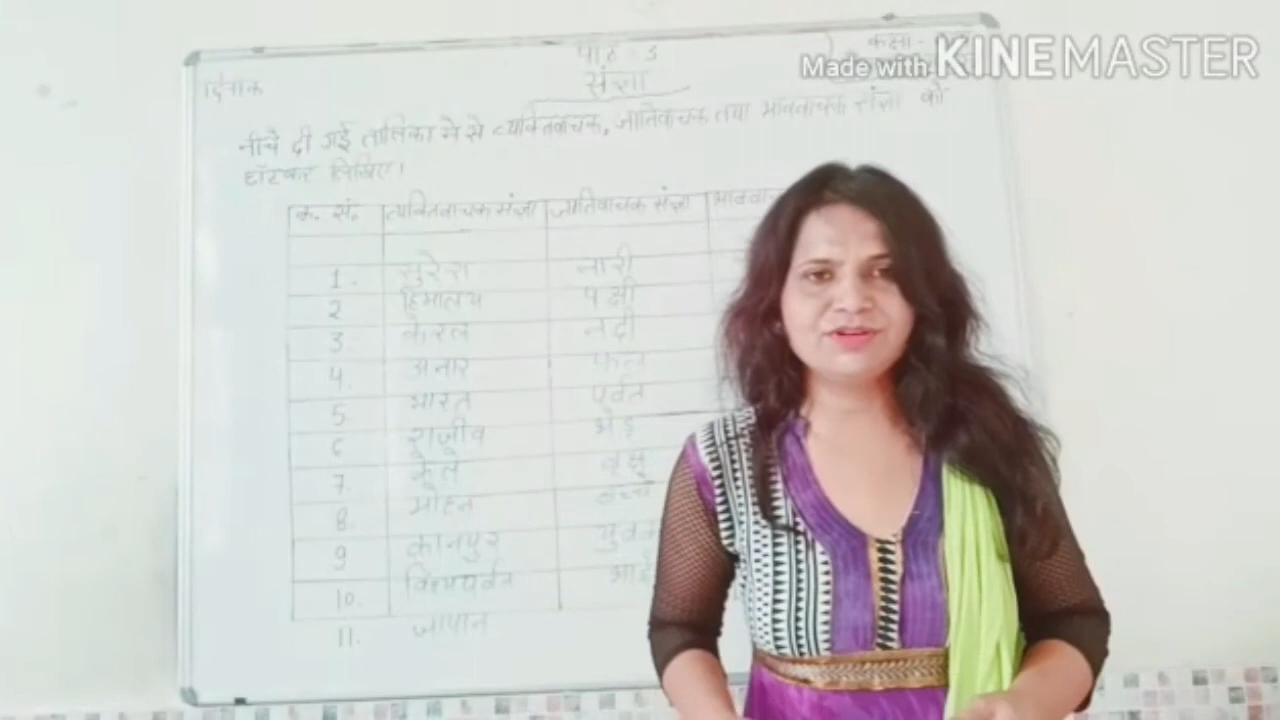 पाठ - 3
कक्षा -
Made with KINEMASTER
दिनांक
संज्ञा
नीचे दी गई तालिका मे से व्यक्तिवाचक, जातिवाचक तथा भाववाचक संज्ञा को
छाँटकर लिखिए।
क. सं. व्यक्तिवाचक संज्ञा जातिवाचक संज्ञा
1. सुरेश नारी
2 हिमालय पक्षी
3. केरल नदी
4. अनार फल
5. भारत पर्वत
6 राजीव भेड़
7. वृक्ष
8. मोहन
9 कानपुर
10.
11. जापान